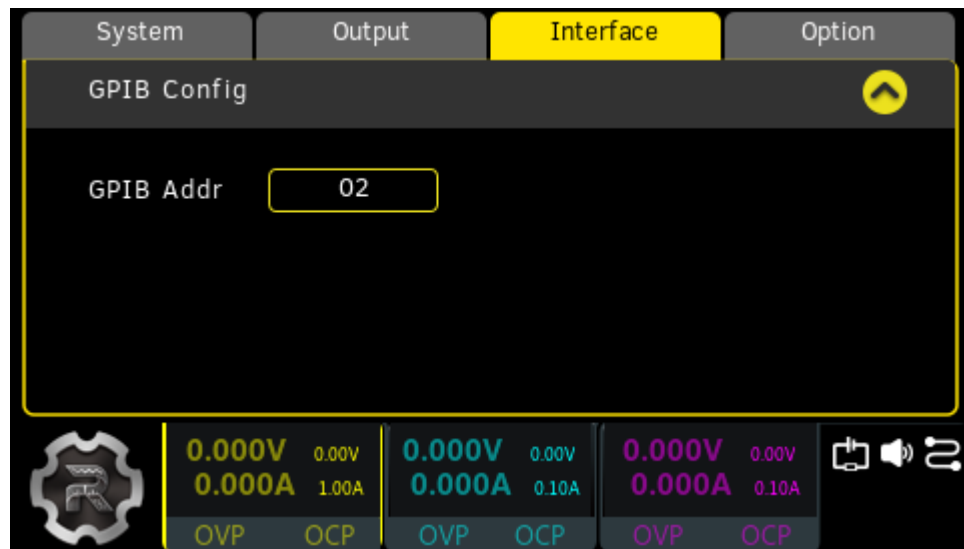 System Output Interface Option
GPIB Config
GPIB Addr 02
0.000V 0.00V 0.000V 0.00V 0.000V 0.00V
0.000A 1.00A 0.000A 0.10A 0.000A 0.10A
R OVP OCP OVP OCP OVP OCP